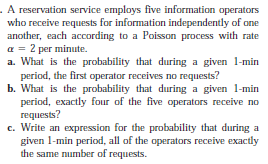 . A reservation service employs five information operators
who receive requests for information independently of one
another, each according to a Poisson process with rate
α = 2 per minute.
a. What is the probability that during a given 1-min
period, the first operator receives no requests?
b. What is the probability that during a given 1-min
period, exactly four of the five operators receive no
requests?
c. Write an expression for the probability that during a
given 1-min period, all of the operators receive exactly
the same number of requests.